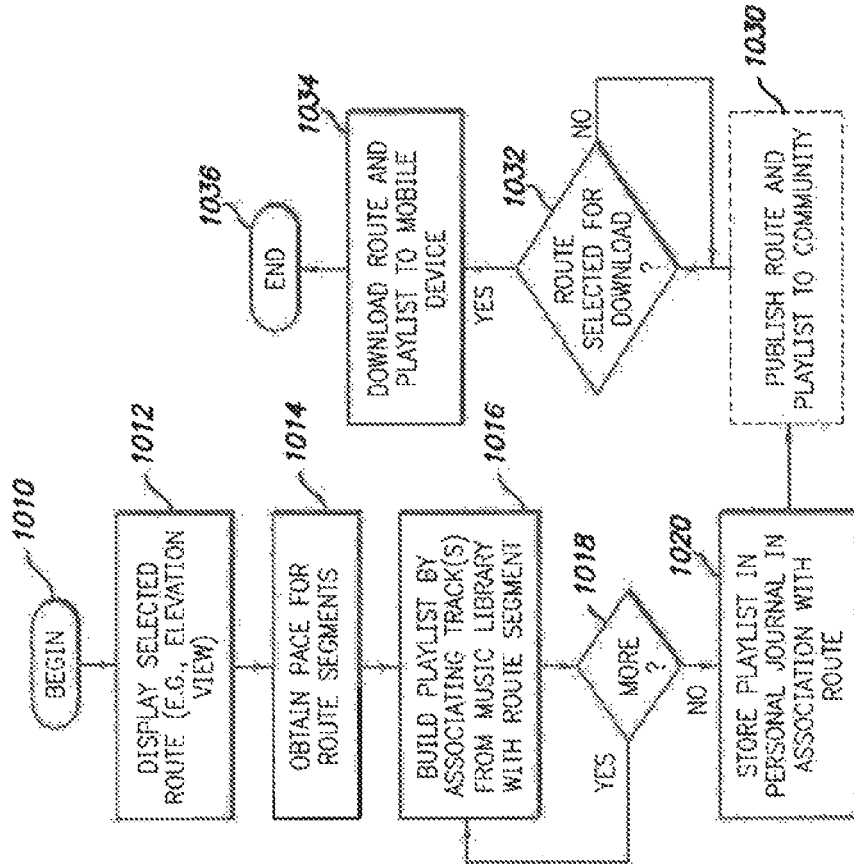 BEGIN
1010
DISPLAY SELECTED
ROUTE (E.G., ELEVATION
VIEW)
1012
OBTAIN PACE FOR
ROUTE SEGMENTS
1014
BUILD PLAYLIST BY
ASSOCIATING TRACK(S)
FROM MUSIC LIBRARY
WITH ROUTE SEGMENT
1016
MORE
?
1018
YES
NO
STORE PLAYLIST IN
PERSONAL JOURNAL IN
ASSOCIATION WITH
ROUTE
1020
PUBLISH ROUTE AND
PLAYLIST TO COMMUNITY
1030
ROUTE
SELECTED FOR
DOWNLOAD
?
1032
NO
YES
DOWNLOAD ROUTE AND
PLAYLIST TO MOBILE
DEVICE
1034
END
1036